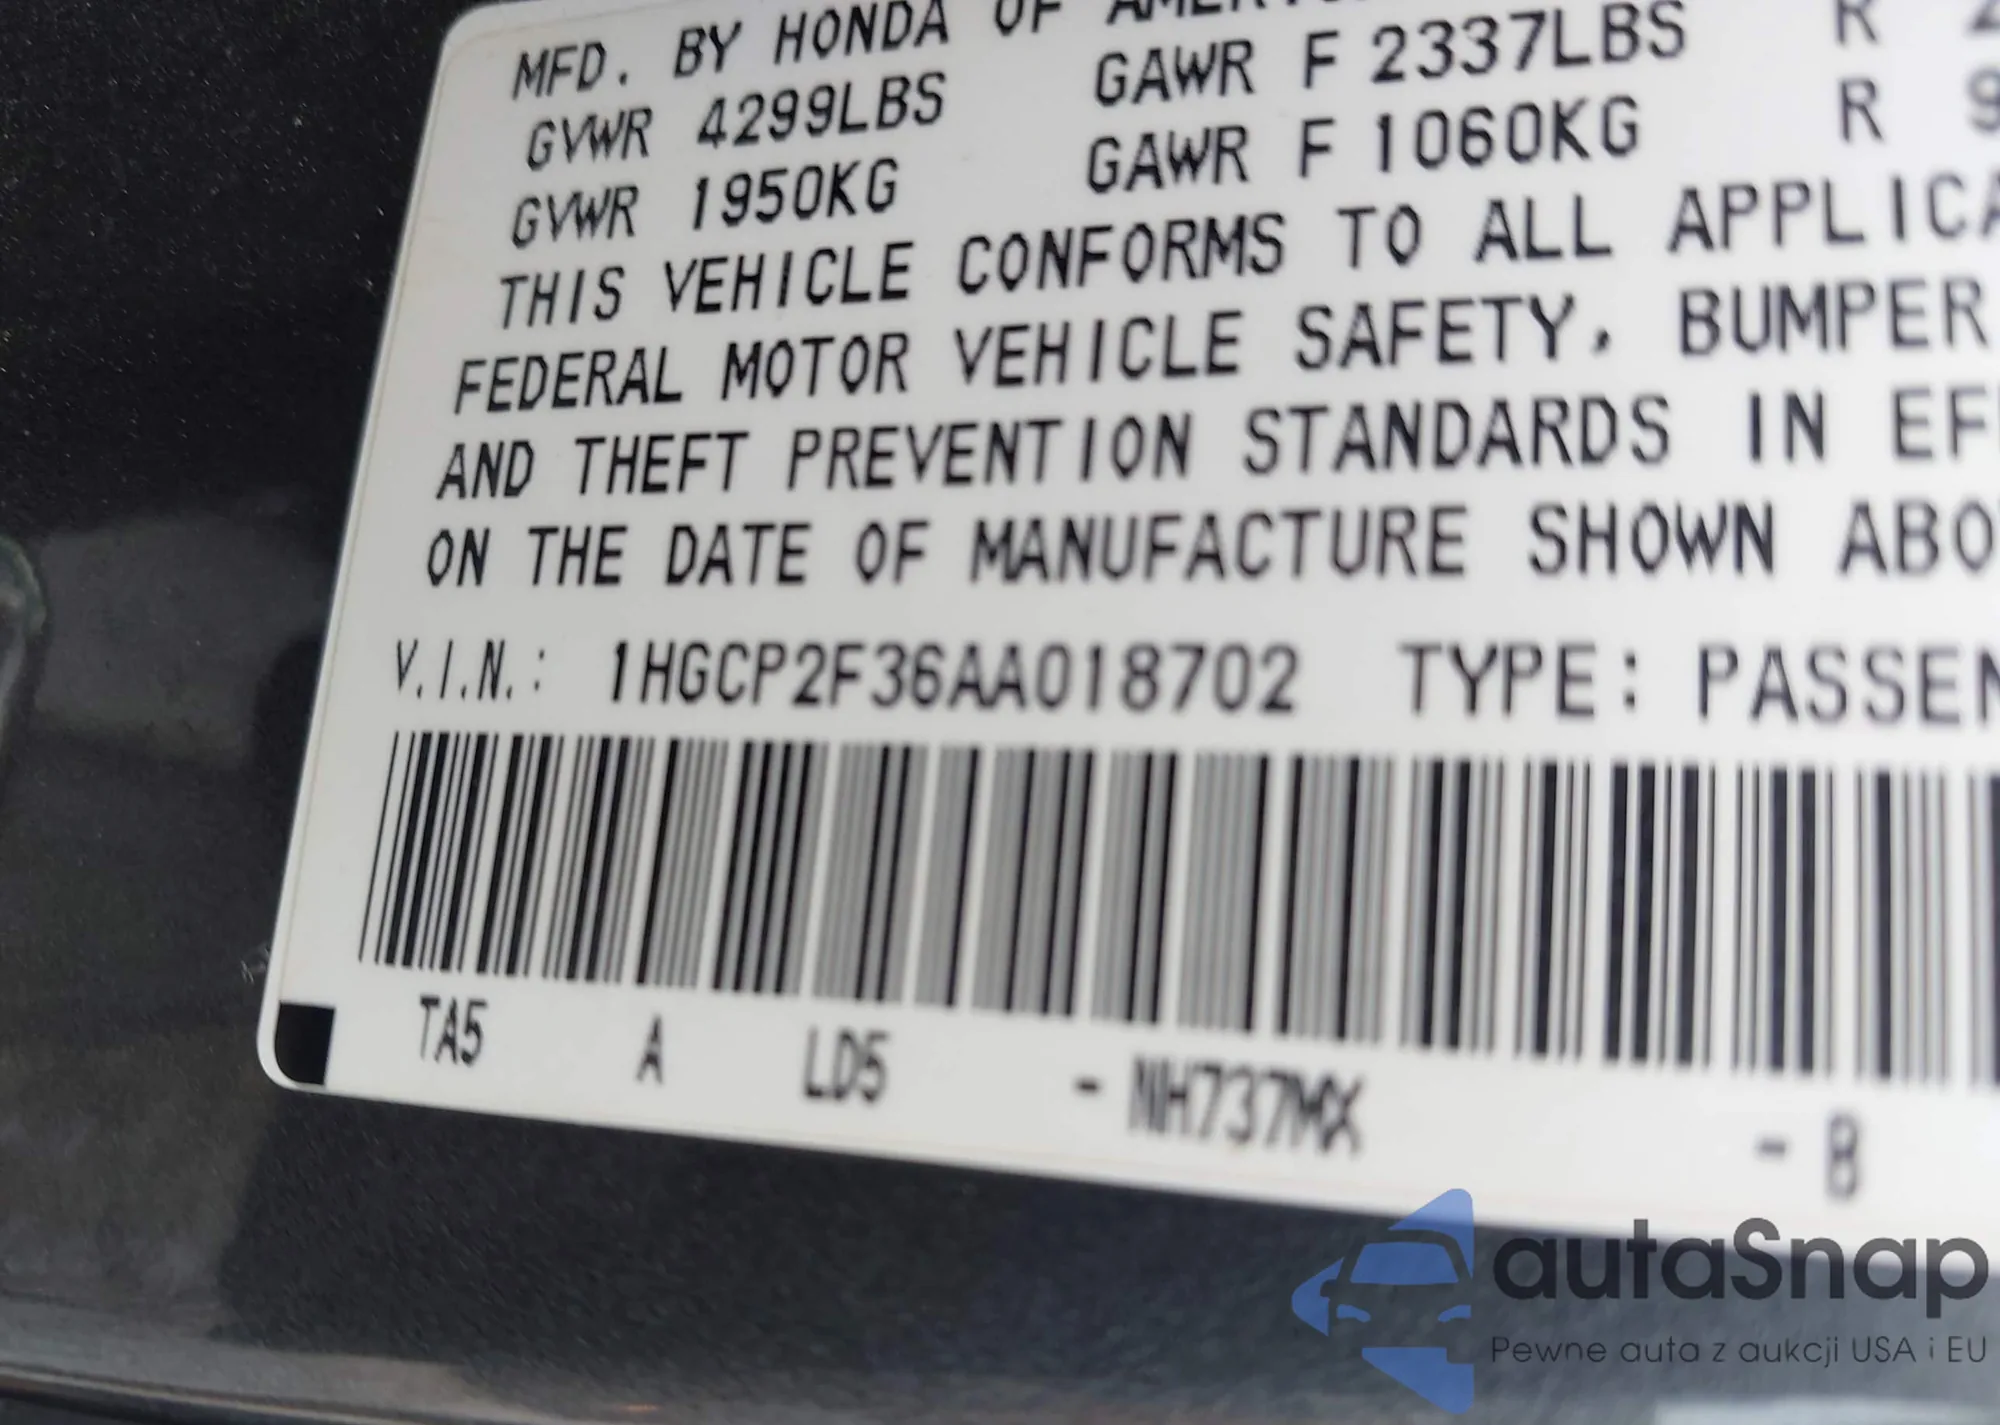 MFD. BY HONDA OF
GVWR 4299LBS GAWR F 2337LBS R
GVWR 1950KG GAWR F 1060KG R
THIS VEHICLE CONFORMS TO ALL
FEDERAL MOTOR VEHICLE SAFETY, BUMPER
AND THEFT PREVENTION STANDARDS IN
ON THE DATE OF MANUFACTURE SHOWN
V.I.N.: 1HGCP2F36AA018702 TYPE:
TA5 A LD5 - NH737MX - B
autaSnap
Pewne auta z aukcji USA i EU